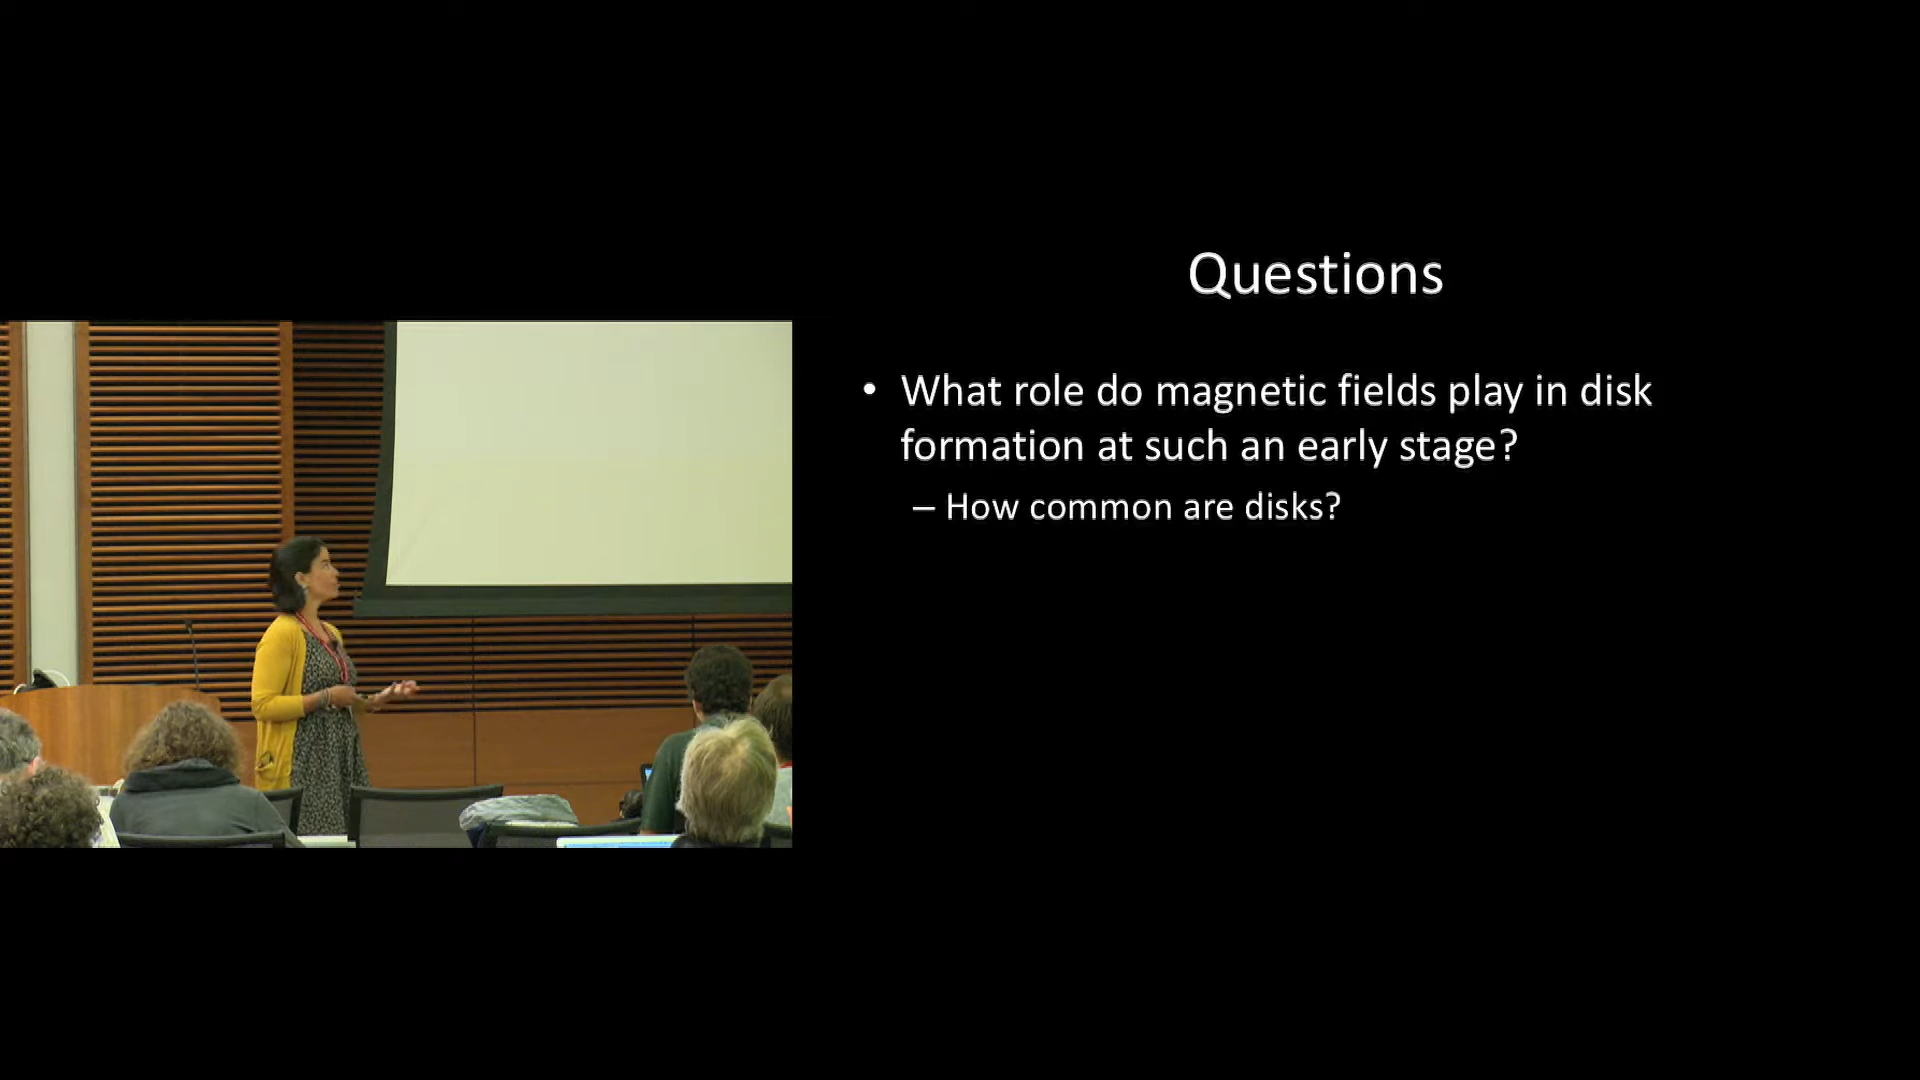 Questions
• What role do magnetic fields play in disk
formation at such an early stage?
– How common are disks?